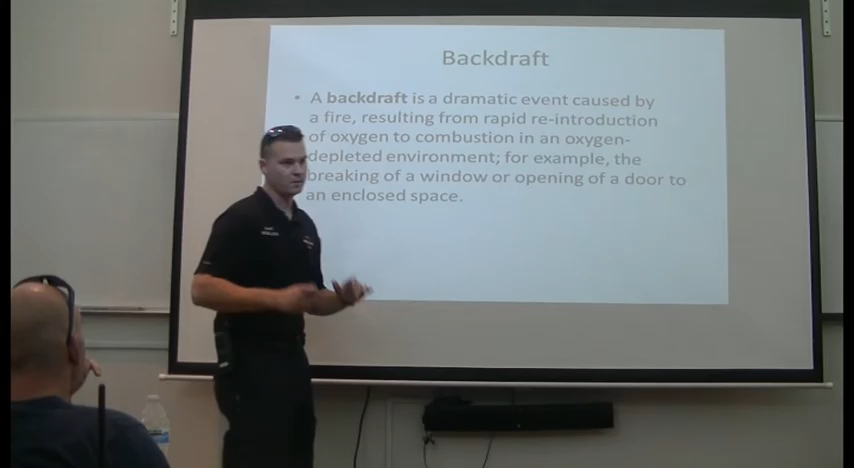 Backdraft
• A backdraft is a dramatic event caused by
a fire, resulting from rapid re-introduction
of oxygen to combustion in an oxygen-
depleted environment; for example, the
breaking of a window or opening of a door to
an enclosed space.